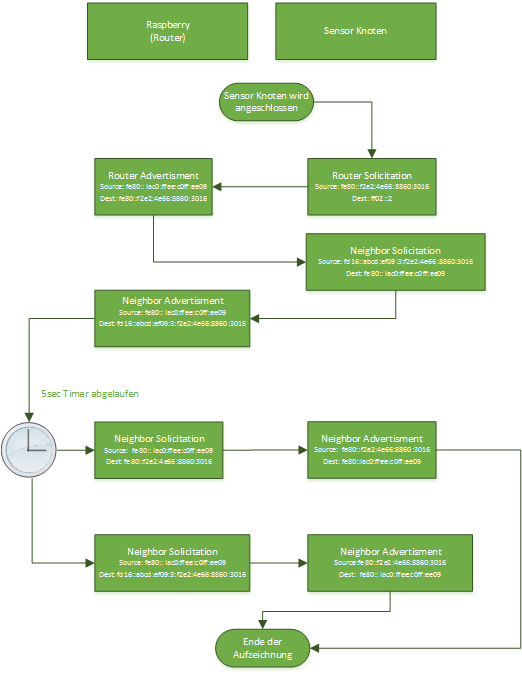 Raspberry
(Router)
Sensor Knoten
Sensor Knoten wird
angeschlossen
Router Advertisment
Source: fe80:: lac0:ffee:c0ff:ee09
Dest: fe80::f2e2:4e66:8860:3016
Router Solicitation
Source: fe80::f2e2:4e66:8860:3016
Dest: ff02 ::2
Neighbor Solicitation
Source: fd16::abcd:ef09:3:f2e2:4e66:8860:3016
Dest: fe80:: lac0:ffee:c0ff:ee09
Neighbor Advertisment
Source: fe80:: lac0:ffee:c0ff:ee09
Dest: fd16::abcd:ef09:3:f2e2:4e66:8860:3016
5sec Timer abgelaufen
Neighbor Solicitation
Source: fe80:: lac0:ffee:c0ff:ee09
Dest: fe80::f2e2:4e66:8860:3016
Neighbor Advertisment
Source: fe80::f2e2:4e66:8860:3016
Dest: fe80::lac0:ffee:c0ff:ee09
Neighbor Solicitation
Source: fe80:: lac0:ffee:c0ff:ee09
Dest: fd16::abcd:ef09:3:f2e2:4e66:8860:3016
Neighbor Advertisment
Source:fe80::f2e2:4e66:8860:3016
Dest: fe80:: lac0:ffee:c0ff:ee09
Ende der
Aufzeichnung